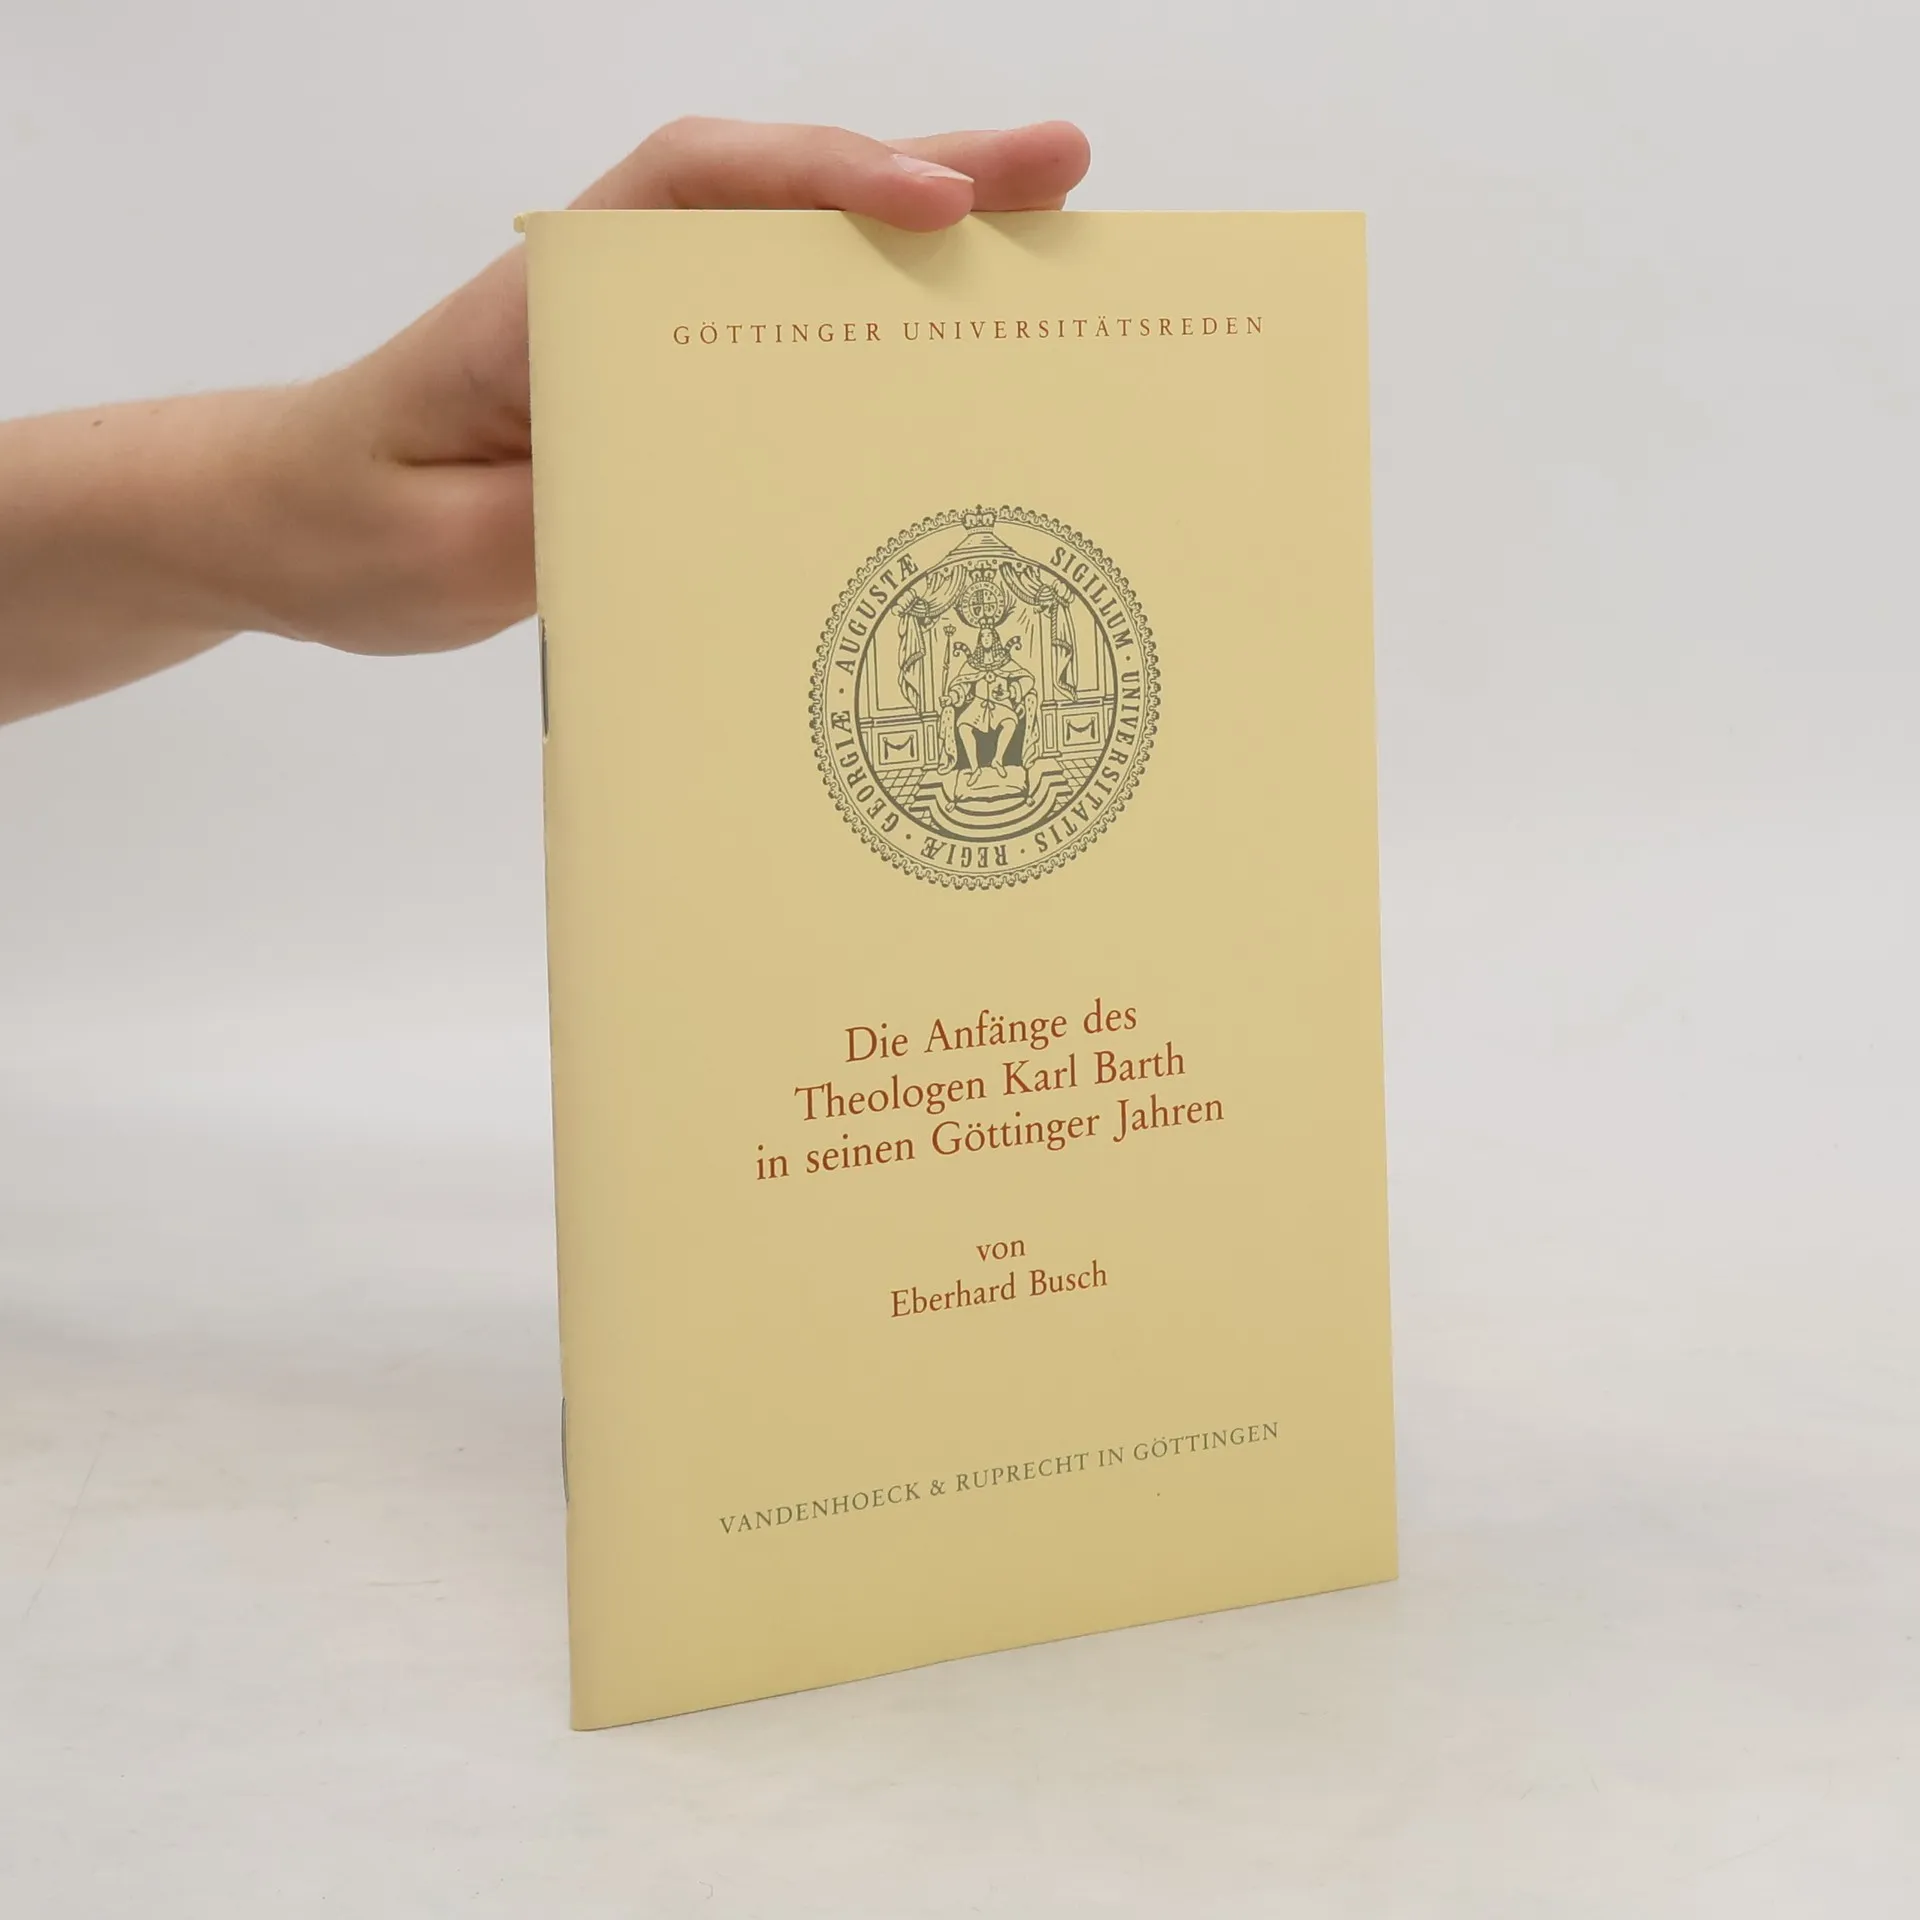 GÖTTINGER UNIVERSITÄTSREDEN
SIGILLUM · UNIVERSITATIS · REGIÆ · GEORGIÆ · AUGUSTÆ
Die Anfänge des
Theologen Karl Barth
in seinen Göttinger Jahren
von
Eberhard Busch
VANDENHOECK & RUPRECHT IN GÖTTINGEN